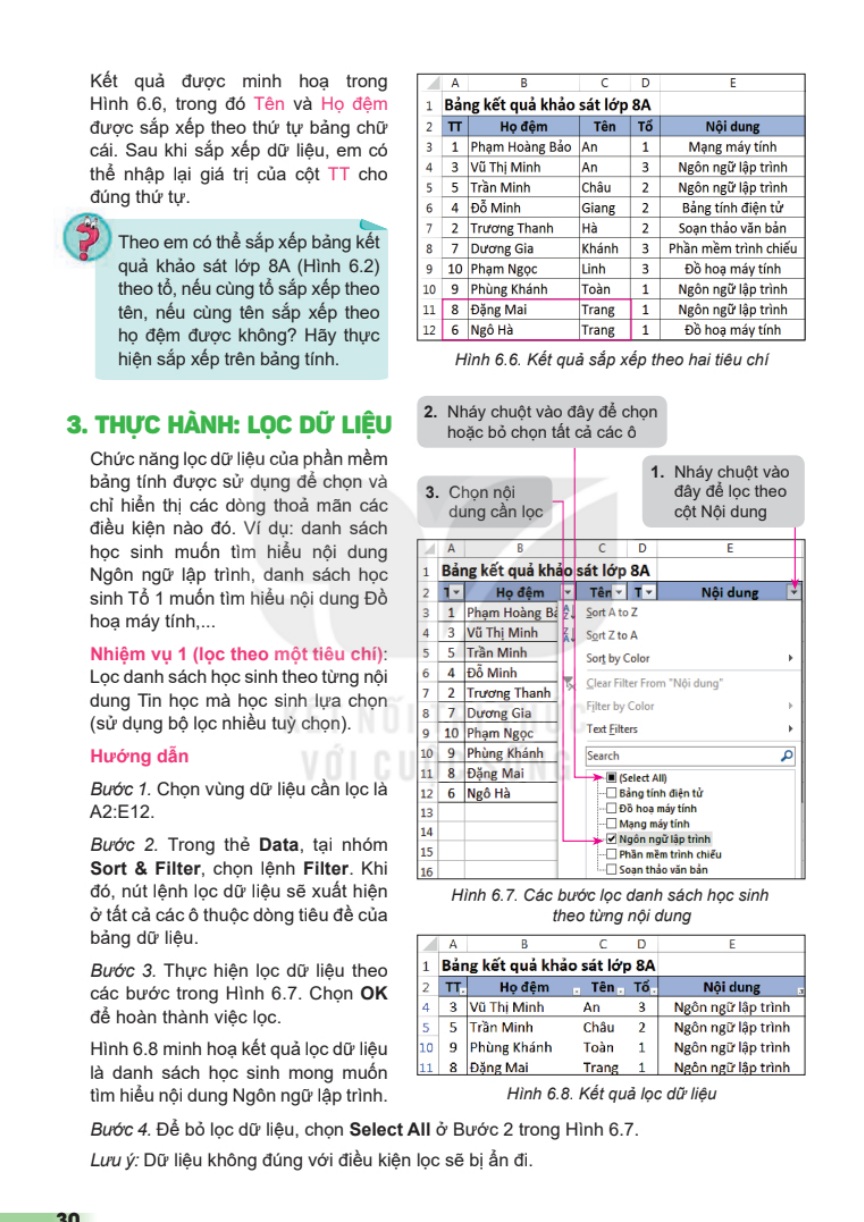 Kết quả được minh hoạ trong
Hình 6.6, trong đó Tên và Họ đệm
được sắp xếp theo thứ tự bảng chữ
cái. Sau khi sắp xếp dữ liệu, em có
thể nhập lại giá trị của cột TT cho
đúng thứ tự.
Theo em có thể sắp xếp bảng kết
quả khảo sát lớp 8A (Hình 6.2)
theo tổ, nếu cùng tổ sắp xếp theo
tên, nếu cùng tên sắp xếp theo
họ đệm được không? Hãy thực
hiện sắp xếp trên bảng tính.
A B C D E
1 Bảng kết quả khảo sát lớp 8A
2 TT Họ đệm Tên Tổ Nội dung
3 1 Phạm Hoàng Bảo An 1 Mạng máy tính
4 3 Vũ Thị Minh An 3 Ngôn ngữ lập trình
5 5 Trần Minh Châu 2 Ngôn ngữ lập trình
6 4 Đỗ Minh Giang 2 Bảng tính điện tử
7 2 Trương Thanh Hà 2 Soạn thảo văn bản
8 7 Dương Gia Khánh 3 Phần mềm trình chiếu
9 10 Phạm Ngọc Linh 3 Đồ hoạ máy tính
10 9 Phùng Khánh Toàn 1 Ngôn ngữ lập trình
11 8 Đặng Mai Trang 1 Ngôn ngữ lập trình
12 6 Ngô Hà Trang 1 Đồ hoạ máy tính
Hình 6.6. Kết quả sắp xếp theo hai tiêu chí
3. THỰC HÀNH: LỌC DỮ LIỆU
Chức năng lọc dữ liệu của phần mềm
bảng tính được sử dụng để chọn và
chỉ hiển thị các dòng thoả mãn các
điều kiện nào đó. Ví dụ: danh sách
học sinh muốn tìm hiểu nội dung
Ngôn ngữ lập trình, danh sách học
sinh Tổ 1 muốn tìm hiểu nội dung Đồ
hoạ máy tính,...
Nhiệm vụ 1 (lọc theo một tiêu chí):
Lọc danh sách học sinh theo từng nội
dung Tin học mà học sinh lựa chọn
(sử dụng bộ lọc nhiều tuỳ chọn).
Hướng dẫn
Bước 1. Chọn vùng dữ liệu cần lọc là
A2:E12.
Bước 2. Trong thẻ Data, tại nhóm
Sort & Filter, chọn lệnh Filter. Khi
đó, nút lệnh lọc dữ liệu sẽ xuất hiện
ở tất cả các ô thuộc dòng tiêu đề của
bảng dữ liệu.
Bước 3. Thực hiện lọc dữ liệu theo
các bước trong Hình 6.7. Chọn OK
để hoàn thành việc lọc.
Hình 6.8 minh hoạ kết quả lọc dữ liệu
là danh sách học sinh mong muốn
tìm hiểu nội dung Ngôn ngữ lập trình.
2. Nháy chuột vào đây để chọn
hoặc bỏ chọn tất cả các ô
3. Chọn nội
dung cần lọc
1. Nháy chuột vào
đây để lọc theo
cột Nội dung
A B C D E
1 Bảng kết quả khảo sát lớp 8A
2 T Họ đệm Tên T Nội dung
3 1 Phạm Hoàng Bả
4 3 Vũ Thị Minh
5 5 Trần Minh
6 4 Đỗ Minh
7 2 Trương Thanh
8 7 Dương Gia
9 10 Phạm Ngọc
10 9 Phùng Khánh
11 8 Đặng Mai
12 6 Ngô Hà
13
14
15
16
Sort A to Z
Sort Z to A
Sort by Color
Clear Filter From "Nội dung"
Filter by Color
Text Filters
Search
(Select All)
Bảng tính điện tử
Đồ hoạ máy tính
Mạng máy tính
Ngôn ngữ lập trình
Phần mềm trình chiếu
Soạn thảo văn bản
KẾT NỐI TRI THỨC
VỚI CUỘC SỐNG
Hình 6.7. Các bước lọc danh sách học sinh
theo từng nội dung
A B C D E
1 Bảng kết quả khảo sát lớp 8A
2 TT Họ đệm Tên Tổ Nội dung
4 3 Vũ Thị Minh An 3 Ngôn ngữ lập trình
5 5 Trần Minh Châu 2 Ngôn ngữ lập trình
10 9 Phùng Khánh Toàn 1 Ngôn ngữ lập trình
11 8 Đặng Mai Trang 1 Ngôn ngữ lập trình
Hình 6.8. Kết quả lọc dữ liệu
Bước 4. Để bỏ lọc dữ liệu, chọn Select All ở Bước 2 trong Hình 6.7.
Lưu ý: Dữ liệu không đúng với điều kiện lọc sẽ bị ẩn đi.
30